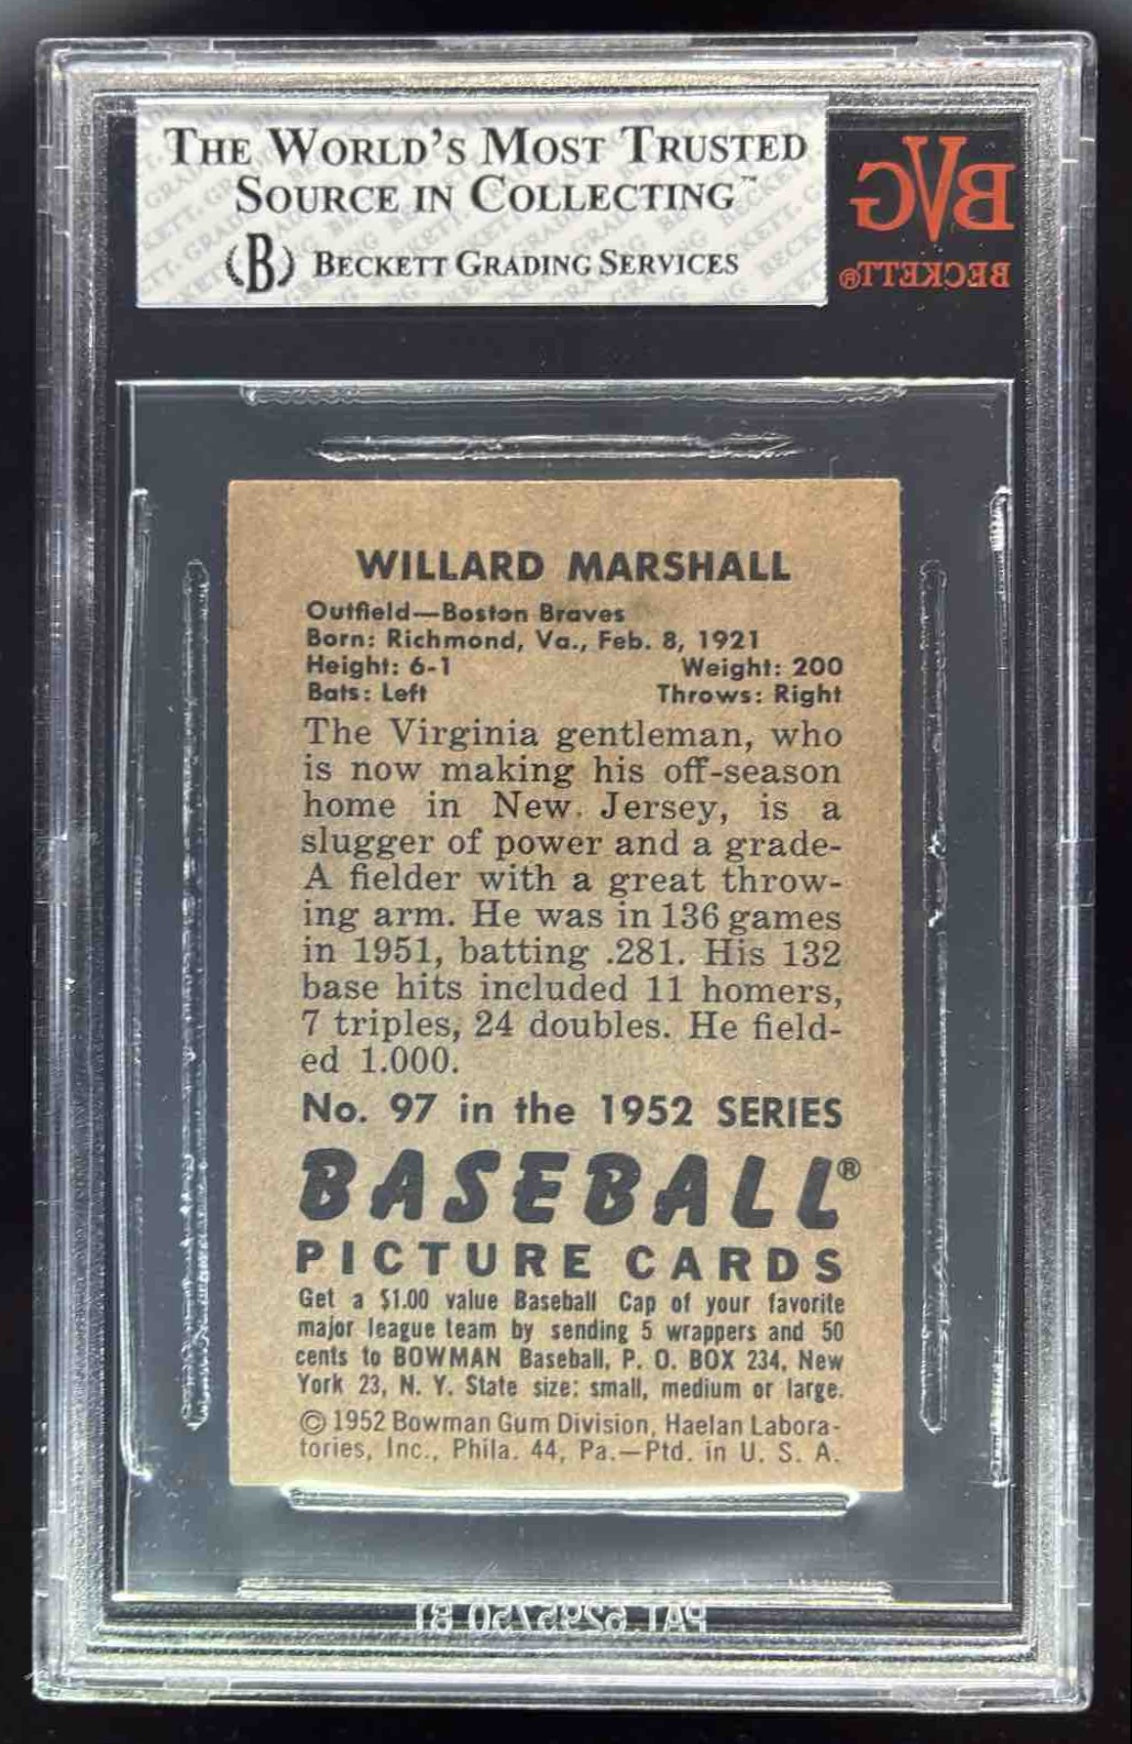 THE WORLD'S MOST TRUSTED
SOURCE IN COLLECTING™
(B) BECKETT GRADING SERVICES
BVG
BECKETT®
WILLARD MARSHALL
Outfield—Boston Braves
Born: Richmond, Va., Feb. 8, 1921
Height: 6-1 Weight: 200
Bats: Left Throws: Right
The Virginia gentleman, who
is now making his off-season
home in New Jersey, is a
slugger of power and a grade-
A fielder with a great throw-
ing arm. He was in 136 games
in 1951, batting .281. His 132
base hits included 11 homers,
7 triples, 24 doubles. He field-
ed 1.000.
No. 97 in the 1952 SERIES
BASEBALL®
PICTURE CARDS
Get a $1.00 value Baseball Cap of your favorite
major league team by sending 5 wrappers and 50
cents to BOWMAN Baseball, P. O. BOX 234, New
York 23, N. Y. State size: small, medium or large.
© 1952 Bowman Gum Division, Haelan Labora-
tories, Inc., Phila. 44, Pa.—Ptd. in U. S. A.
PAT. 6295750 B1